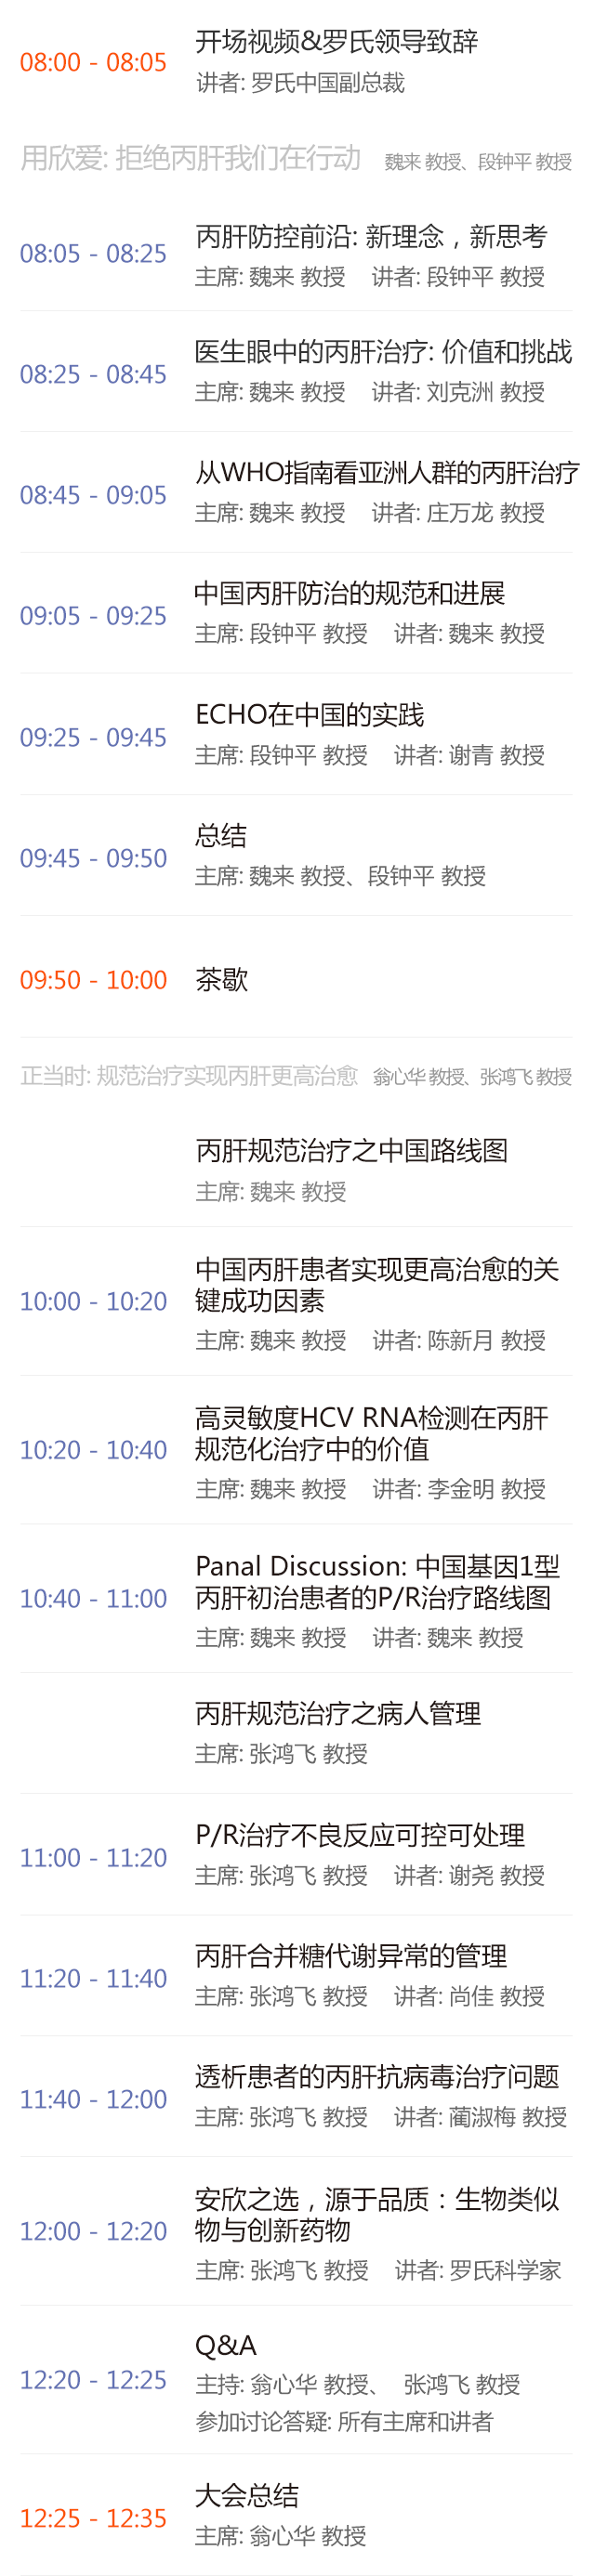 08:00 - 08:05
开场视频&罗氏领导致辞
讲者: 罗氏中国副总裁
用欣爱: 拒绝丙肝我们在行动 魏来 教授、段钟平 教授
08:05 - 08:25
丙肝防控前沿: 新理念，新思考
主席: 魏来 教授 讲者: 段钟平 教授
08:25 - 08:45
医生眼中的丙肝治疗: 价值和挑战
主席: 魏来 教授 讲者: 刘克洲 教授
08:45 - 09:05
从WHO指南看亚洲人群的丙肝治疗
主席: 魏来 教授 讲者: 庄万龙 教授
09:05 - 09:25
中国丙肝防治的规范和进展
主席: 段钟平 教授 讲者: 魏来 教授
09:25 - 09:45
ECHO在中国的实践
主席: 段钟平 教授 讲者: 谢青 教授
09:45 - 09:50
总结
主席: 魏来 教授、段钟平 教授
09:50 - 10:00
茶歇
正当时: 规范治疗实现丙肝更高治愈 翁心华 教授、张鸿飞 教授
丙肝规范治疗之中国路线图
主席: 魏来 教授
10:00 - 10:20
中国丙肝患者实现更高治愈的关
键成功因素
主席: 魏来 教授 讲者: 陈新月 教授
10:20 - 10:40
高灵敏度HCV RNA检测在丙肝
规范化治疗中的价值
主席: 魏来 教授 讲者: 李金明 教授
10:40 - 11:00
Panal Discussion: 中国基因1型
丙肝初治患者的P/R治疗路线图
主席: 魏来 教授 讲者: 魏来 教授
丙肝规范治疗之病人管理
主席: 张鸿飞 教授
11:00 - 11:20
P/R治疗不良反应可控可处理
主席: 张鸿飞 教授 讲者: 谢尧 教授
11:20 - 11:40
丙肝合并糖代谢异常的管理
主席: 张鸿飞 教授 讲者: 尚佳 教授
11:40 - 12:00
透析患者的丙肝抗病毒治疗问题
主席: 张鸿飞 教授 讲者: 蔺淑梅 教授
12:00 - 12:20
安欣之选，源于品质：生物类似
物与创新药物
主席: 张鸿飞 教授 讲者: 罗氏科学家
12:20 - 12:25
Q&A
主持: 翁心华 教授、 张鸿飞 教授
参加讨论答疑: 所有主席和讲者
12:25 - 12:35
大会总结
主席: 翁心华 教授